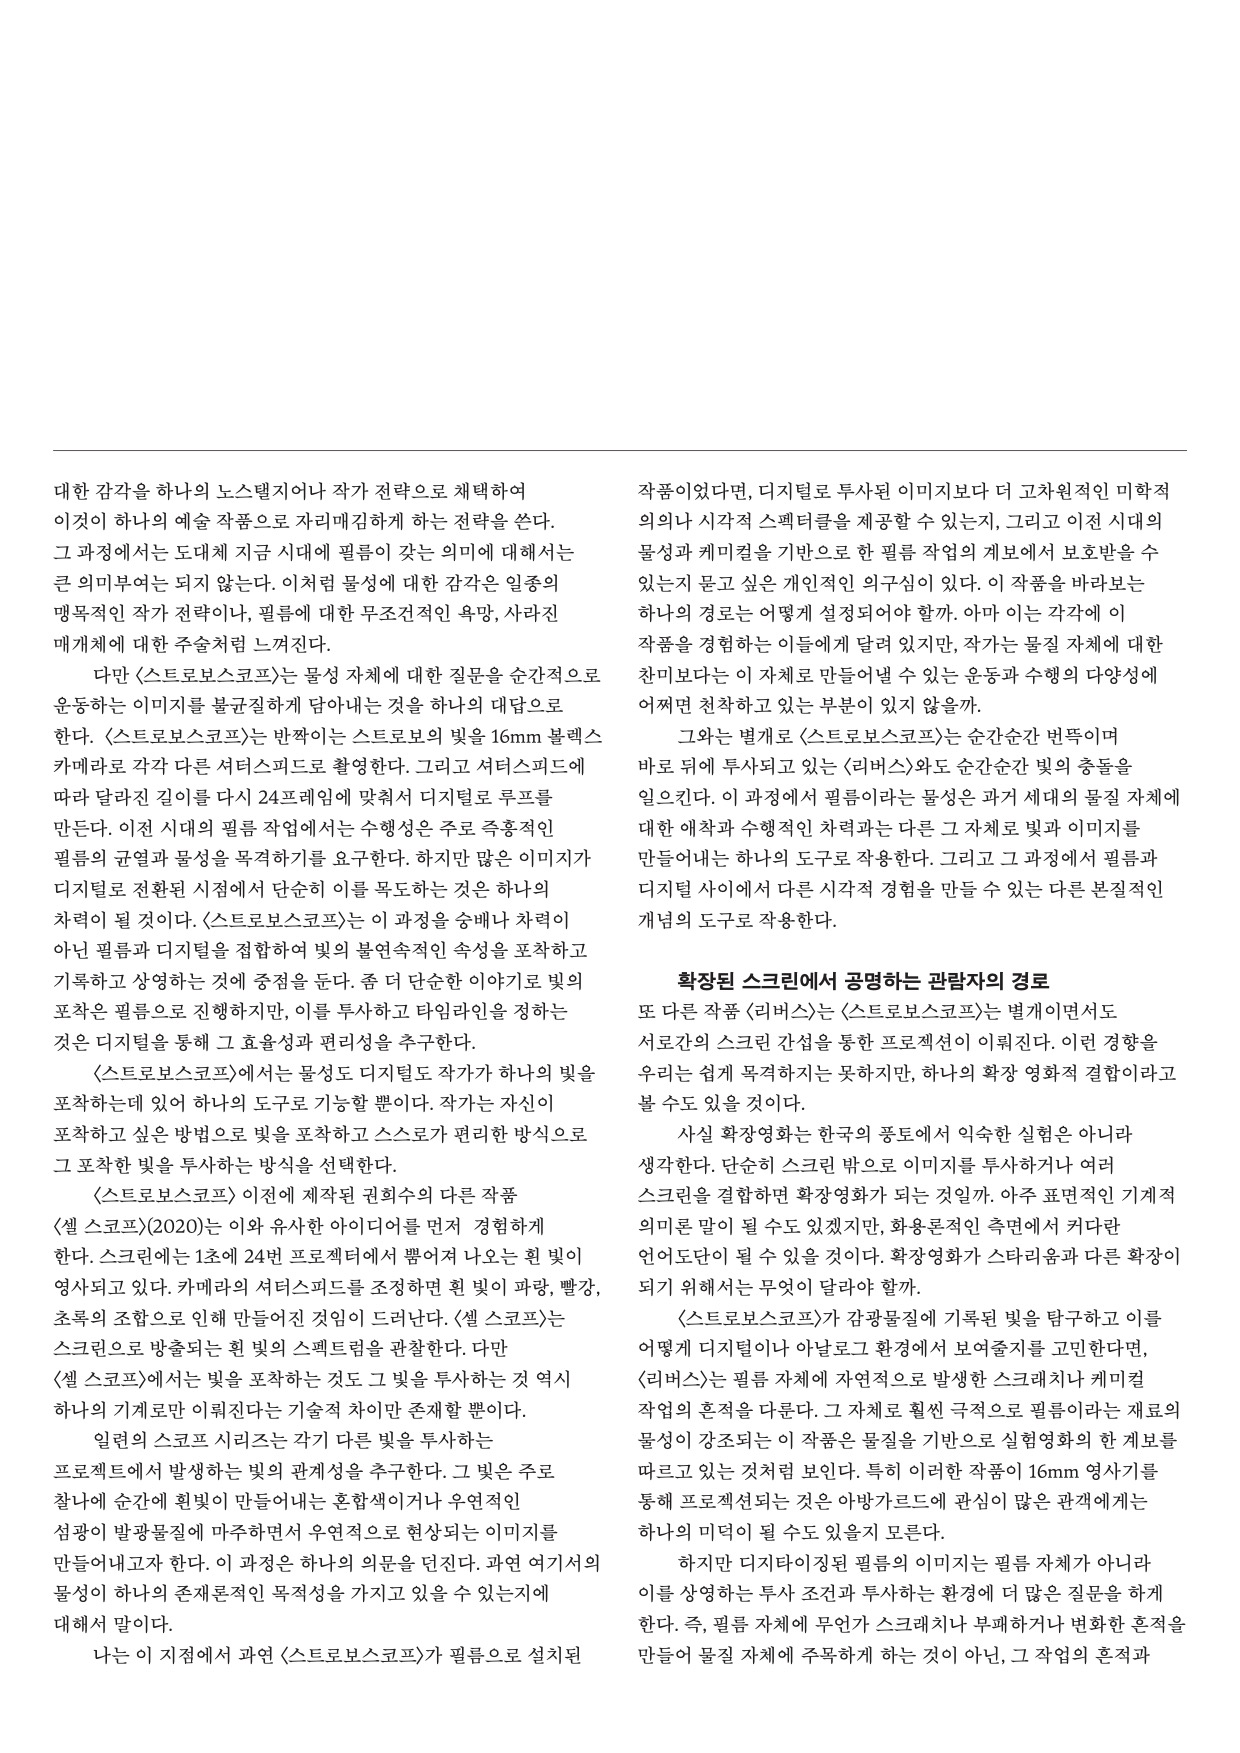 대한 감각을 하나의 노스탤지어나 작가 전략으로 채택하여
이것이 하나의 예술 작품으로 자리매김하게 하는 전략을 쓴다.
그 과정에서는 도대체 지금 시대에 필름이 갖는 의미에 대해서는
큰 의미부여는 되지 않는다. 이처럼 물성에 대한 감각은 일종의
맹목적인 작가 전략이나, 필름에 대한 무조건적인 욕망, 사라진
매개체에 대한 주술처럼 느껴진다.
다만 〈스트로보스코프〉는 물성 자체에 대한 질문을 순간적으로
운동하는 이미지를 불균질하게 담아내는 것을 하나의 대답으로
한다. 〈스트로보스코프〉는 반짝이는 스트로보의 빛을 16mm 볼렉스
카메라로 각각 다른 셔터스피드로 촬영한다. 그리고 셔터스피드에
따라 달라진 길이를 다시 24프레임에 맞춰서 디지털로 루프를
만든다. 이전 시대의 필름 작업에서는 수행성은 주로 즉흥적인
필름의 균열과 물성을 목격하기를 요구한다. 하지만 많은 이미지가
디지털로 전환된 시점에서 단순히 이를 목도하는 것은 하나의
차력이 될 것이다. 〈스트로보스코프〉는 이 과정을 숭배나 차력이
아닌 필름과 디지털을 접합하여 빛의 불연속적인 속성을 포착하고
기록하고 상영하는 것에 중점을 둔다. 좀 더 단순한 이야기로 빛의
포착은 필름으로 진행하지만, 이를 투사하고 타임라인을 정하는
것은 디지털을 통해 그 효율성과 편리성을 추구한다.
〈스트로보스코프〉에서는 물성도 디지털도 작가가 하나의 빛을
포착하는데 있어 하나의 도구로 기능할 뿐이다. 작가는 자신이
포착하고 싶은 방법으로 빛을 포착하고 스스로가 편리한 방식으로
그 포착한 빛을 투사하는 방식을 선택한다.
〈스트로보스코프〉 이전에 제작된 권희수의 다른 작품
〈셀 스코프〉(2020)는 이와 유사한 아이디어를 먼저 경험하게
한다. 스크린에는 1초에 24번 프로젝터에서 뿜어져 나오는 흰 빛이
영사되고 있다. 카메라의 셔터스피드를 조정하면 흰 빛이 파랑, 빨강,
초록의 조합으로 인해 만들어진 것임이 드러난다. 〈셀 스코프〉는
스크린으로 방출되는 흰 빛의 스펙트럼을 관찰한다. 다만
〈셀 스코프〉에서는 빛을 포착하는 것도 그 빛을 투사하는 것 역시
하나의 기계로만 이뤄진다는 기술적 차이만 존재할 뿐이다.
일련의 스코프 시리즈는 각기 다른 빛을 투사하는
프로젝트에서 발생하는 빛의 관계성을 추구한다. 그 빛은 주로
찰나에 순간에 흰빛이 만들어내는 혼합색이거나 우연적인
섬광이 발광물질에 마주하면서 우연적으로 현상되는 이미지를
만들어내고자 한다. 이 과정은 하나의 의문을 던진다. 과연 여기서의
물성이 하나의 존재론적인 목적성을 가지고 있을 수 있는지에
대해서 말이다.
나는 이 지점에서 과연 〈스트로보스코프〉가 필름으로 설치된
작품이었다면, 디지털로 투사된 이미지보다 더 고차원적인 미학적
의의나 시각적 스펙터클을 제공할 수 있는지, 그리고 이전 시대의
물성과 케미컬을 기반으로 한 필름 작업의 계보에서 보호받을 수
있는지 묻고 싶은 개인적인 의구심이 있다. 이 작품을 바라보는
하나의 경로는 어떻게 설정되어야 할까. 아마 이는 각각에 이
작품을 경험하는 이들에게 달려 있지만, 작가는 물질 자체에 대한
찬미보다는 이 자체로 만들어낼 수 있는 운동과 수행의 다양성에
어쩌면 천착하고 있는 부분이 있지 않을까.
그와는 별개로 〈스트로보스코프〉는 순간순간 번뜩이며
바로 뒤에 투사되고 있는 〈리버스〉와도 순간순간 빛의 충돌을
일으킨다. 이 과정에서 필름이라는 물성은 과거 세대의 물질 자체에
대한 애착과 수행적인 차력과는 다른 그 자체로 빛과 이미지를
만들어내는 하나의 도구로 작용한다. 그리고 그 과정에서 필름과
디지털 사이에서 다른 시각적 경험을 만들 수 있는 다른 본질적인
개념의 도구로 작용한다.
확장된 스크린에서 공명하는 관람자의 경로
또 다른 작품 〈리버스〉는 〈스트로보스코프〉는 별개이면서도
서로간의 스크린 간섭을 통한 프로젝션이 이뤄진다. 이런 경향을
우리는 쉽게 목격하지는 못하지만, 하나의 확장 영화적 결합이라고
볼 수도 있을 것이다.
사실 확장영화는 한국의 풍토에서 익숙한 실험은 아니라
생각한다. 단순히 스크린 밖으로 이미지를 투사하거나 여러
스크린을 결합하면 확장영화가 되는 것일까. 아주 표면적인 기계적
의미론 말이 될 수도 있겠지만, 화용론적인 측면에서 커다란
언어도단이 될 수 있을 것이다. 확장영화가 스타리움과 다른 확장이
되기 위해서는 무엇이 달라야 할까.
〈스트로보스코프〉가 감광물질에 기록된 빛을 탐구하고 이를
어떻게 디지털이나 아날로그 환경에서 보여줄지를 고민한다면,
〈리버스〉는 필름 자체에 자연적으로 발생한 스크래치나 케미컬
작업의 흔적을 다룬다. 그 자체로 훨씬 극적으로 필름이라는 재료의
물성이 강조되는 이 작품은 물질을 기반으로 실험영화의 한 계보를
따르고 있는 것처럼 보인다. 특히 이러한 작품이 16mm 영사기를
통해 프로젝션되는 것은 아방가르드에 관심이 많은 관객에게는
하나의 미덕이 될 수도 있을지 모른다.
하지만 디지타이징된 필름의 이미지는 필름 자체가 아니라
이를 상영하는 투사 조건과 투사하는 환경에 더 많은 질문을 하게
한다. 즉, 필름 자체에 무언가 스크래치나 부패하거나 변화한 흔적을
만들어 물질 자체에 주목하게 하는 것이 아닌, 그 작업의 흔적과